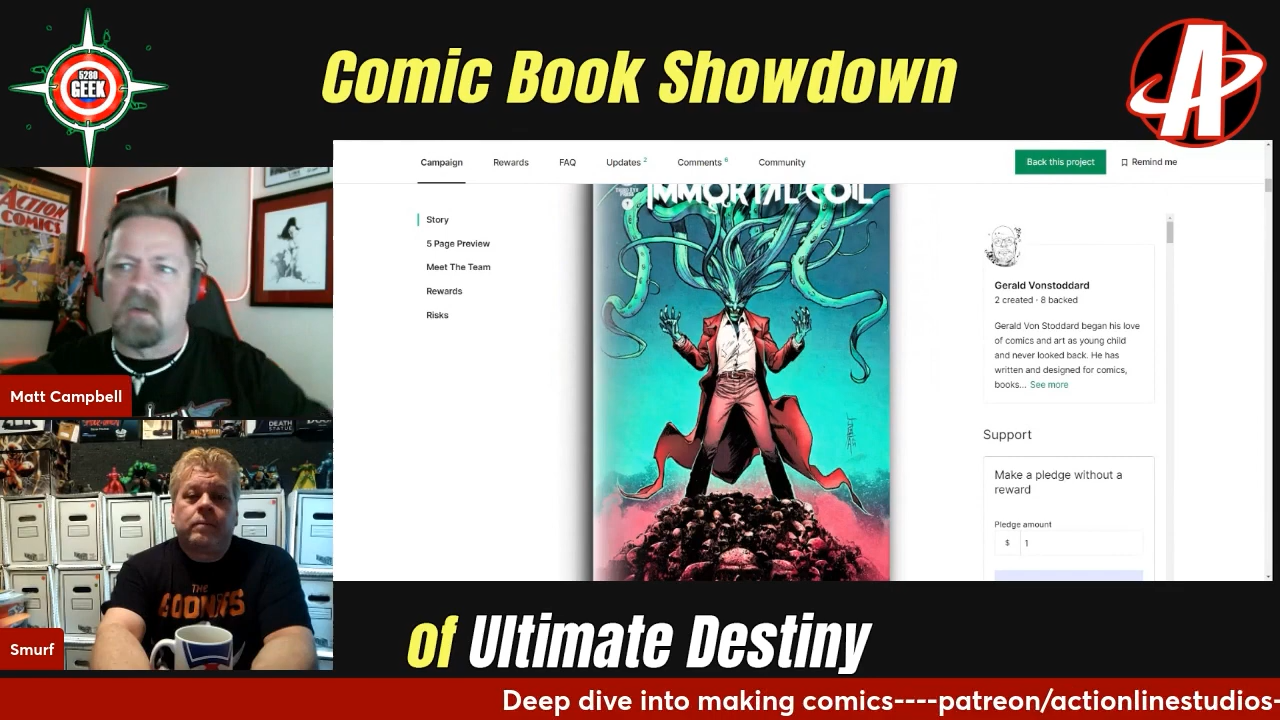 5280
GEEK
Comic Book Showdown
A
Campaign Rewards FAQ Updates 2 Comments 6 Community Back this project Remind me
ACTION
COMICS
Matt Campbell
Story
5 Page Preview
Meet The Team
Rewards
Risks
IMMORTAL COIL
Gerald Vonstoddard
2 created · 8 backed
Gerald Von Stoddard began his love
of comics and art as young child
and never looked back. He has
written and designed for comics,
books... See more
Support
Make a pledge without a
reward
Pledge amount
$ 1
DEATH
STATUE
THE
GOONIES
Smurf
of Ultimate Destiny
Deep dive into making comics----patreon/actionlinestudios-